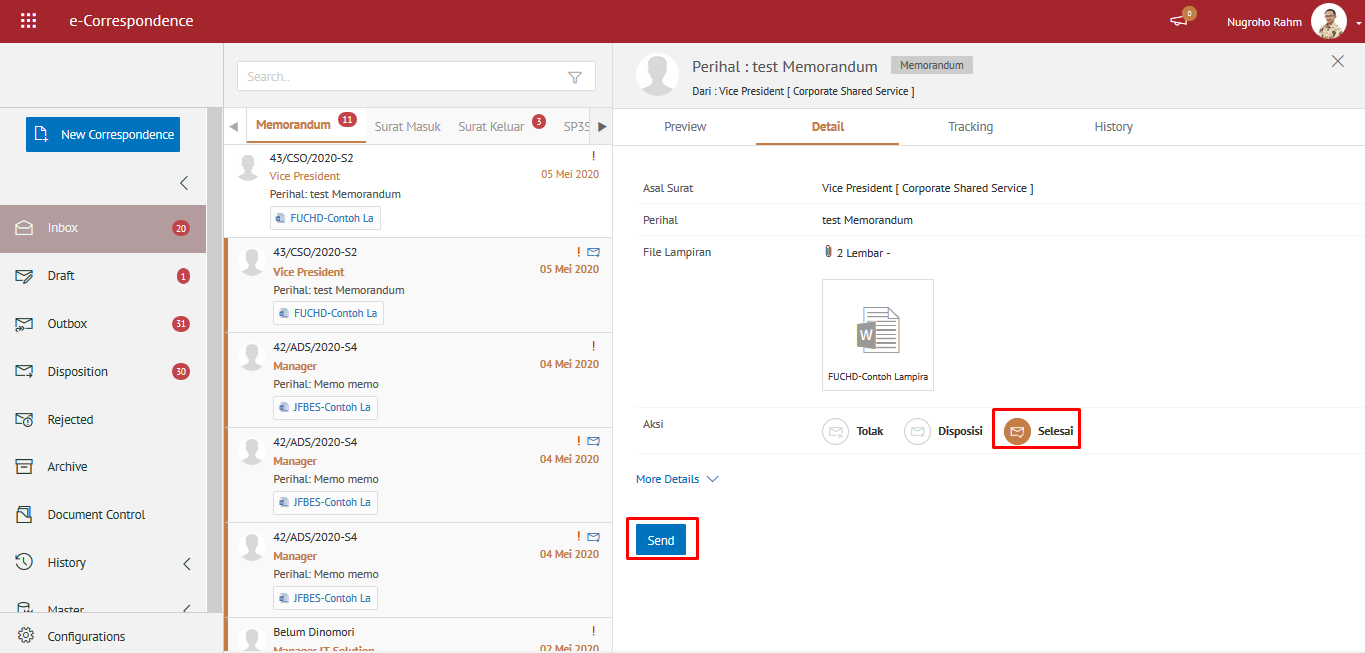 e-Correspondence
0
Nugroho Rahm
New Correspondence
Inbox 20
Draft 1
Outbox 31
Disposition 30
Rejected
Archive
Document Control
History
Master
Configurations
Search..
Memorandum 11 Surat Masuk Surat Keluar 3 SP3S
43/CSO/2020-S2 !
Vice President 05 Mei 2020
Perihal: test Memorandum
FUCHD-Contoh La
43/CSO/2020-S2 !
Vice President 05 Mei 2020
Perihal: test Memorandum
FUCHD-Contoh La
42/ADS/2020-S4 !
Manager 04 Mei 2020
Perihal: Memo memo
JFBES-Contoh La
42/ADS/2020-S4 !
Manager 04 Mei 2020
Perihal: Memo memo
JFBES-Contoh La
42/ADS/2020-S4 !
Manager 04 Mei 2020
Perihal: Memo memo
JFBES-Contoh La
Belum Dinomori !
Manager IT Solution 02 Mei 2020
Perihal : test Memorandum Memorandum
Dari : Vice President [ Corporate Shared Service ]
Preview Detail Tracking History
Asal Surat Vice President [ Corporate Shared Service ]
Perihal test Memorandum
File Lampiran 2 Lembar -
W
FUCHD-Contoh Lampira
Aksi Tolak Disposisi Selesai
More Details
Send